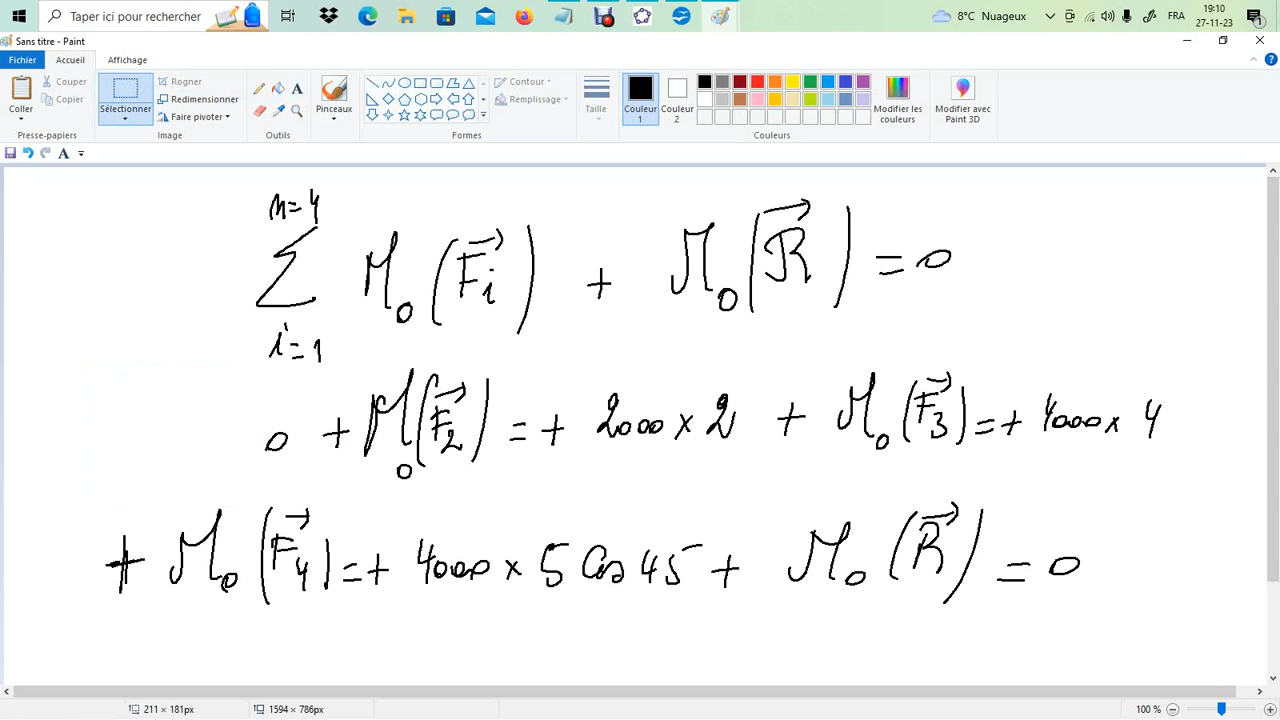 Taper ici pour rechercher
8°C Nuageux
FRA
19:10
27-11-23
1
Sans titre - Paint
Fichier Accueil Affichage
Coller
Couper
Copier
Presse-papiers
Sélectionner
Rogner
Redimensionner
Faire pivoter
Image
A
Outils
Pinceaux
Contour
Remplissage
Formes
Taille
Couleur 1
Couleur 2
Modifier les couleurs
Couleurs
Modifier avec Paint 3D
A
n=4
∑ M₀(F⃗i) + M₀(R⃗) = 0
i=1
0 + M₀(F⃗₂) = + 2000 × 2 + M₀(F⃗₃) = + 4000 × 4
+ M₀(F⃗₄) = + 4000 × 5 Cos 45 + M₀(R⃗) = 0
211 × 181px
1594 × 786px
100 %